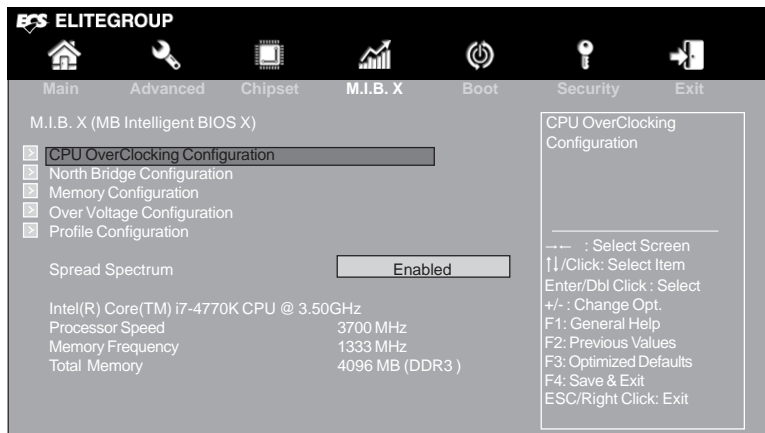 ECS ELITEGROUP
Main Advanced Chipset M.I.B. X Boot Security Exit
M.I.B. X (MB Intelligent BIOS X)
CPU OverClocking Configuration
North Bridge Configuration
Memory Configuration
Over Voltage Configuration
Profile Configuration
Spread Spectrum Enabled
Intel(R) Core(TM) i7-4770K CPU @ 3.50GHz
Processor Speed 3700 MHz
Memory Frequency 1333 MHz
Total Memory 4096 MB (DDR3 )
CPU OverClocking
Configuration
→← : Select Screen
↑↓/Click: Select Item
Enter/Dbl Click : Select
+/- : Change Opt.
F1: General Help
F2: Previous Values
F3: Optimized Defaults
F4: Save & Exit
ESC/Right Click: Exit